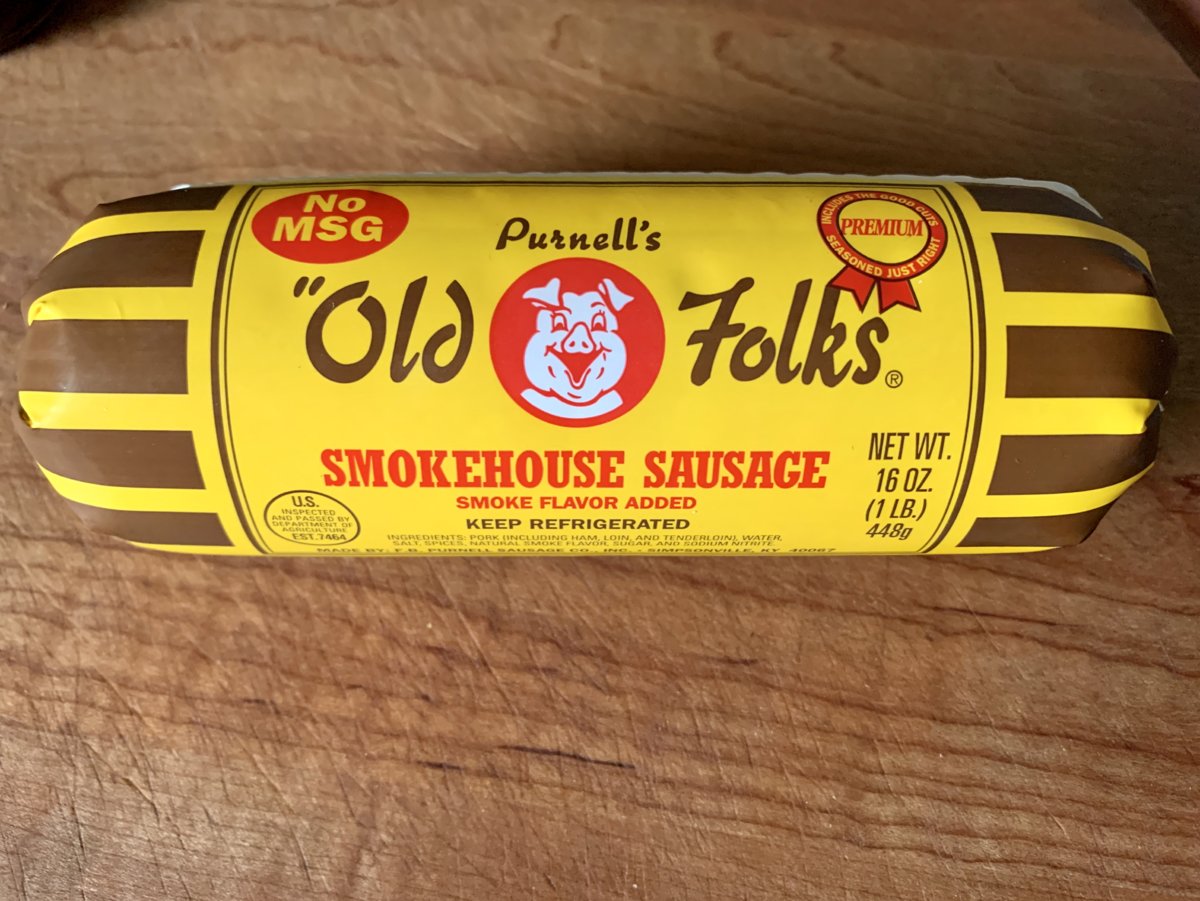 No
MSG
Purnell's
"Old Folks®
INCLUDES THE GOOD CUTS
PREMIUM
SEASONED JUST RIGHT
SMOKEHOUSE SAUSAGE
SMOKE FLAVOR ADDED
KEEP REFRIGERATED
NET WT.
16 OZ.
(1 LB.)
448g
U.S.
INSPECTED
AND PASSED BY
DEPARTMENT OF
AGRICULTURE
EST.7464
INGREDIENTS: PORK (INCLUDING HAM, LOIN, AND TENDERLOIN), WATER,
SALT, SPICES, NATURAL SMOKE FLAVOR, SUGAR, AND SODIUM NITRITE.
MADE BY: F.B. PURNELL SAUSAGE CO., INC. • SIMPSONVILLE, KY 40067